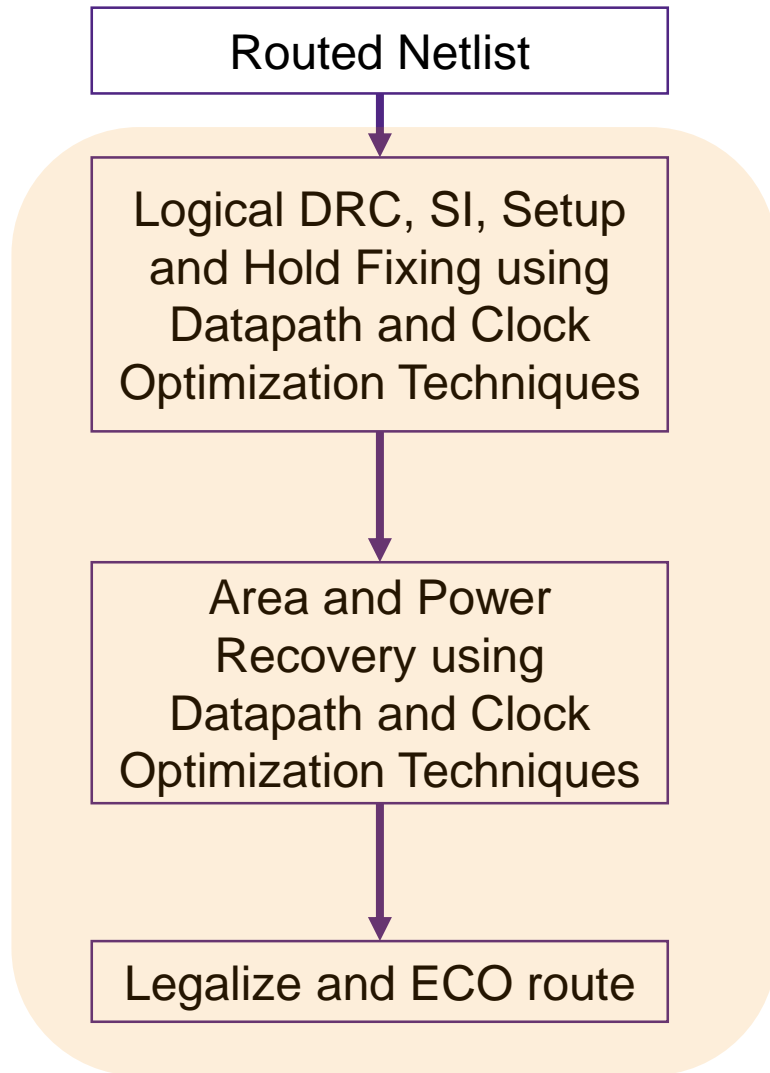 Routed Netlist
Logical DRC, SI, Setup
and Hold Fixing using
Datapath and Clock
Optimization Techniques
Area and Power
Recovery using
Datapath and Clock
Optimization Techniques
Legalize and ECO route